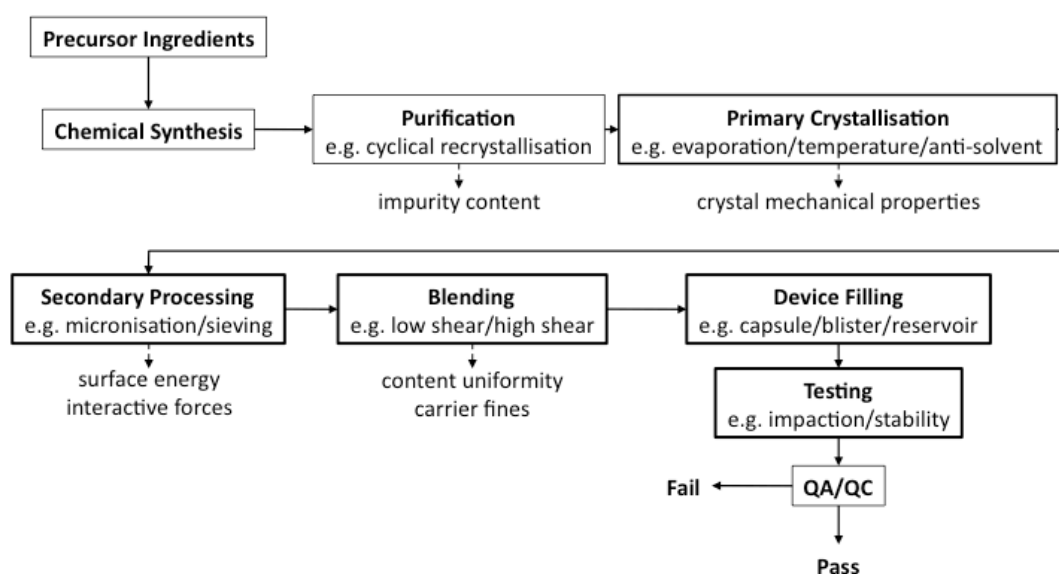 Precursor Ingredients
Chemical Synthesis
Purification
e.g. cyclical recrystallisation
impurity content
Primary Crystallisation
e.g. evaporation/temperature/anti-solvent
crystal mechanical properties
Secondary Processing
e.g. micronisation/sieving
surface energy
interactive forces
Blending
e.g. low shear/high shear
content uniformity
carrier fines
Device Filling
e.g. capsule/blister/reservoir
Testing
e.g. impaction/stability
QA/QC
Fail
Pass